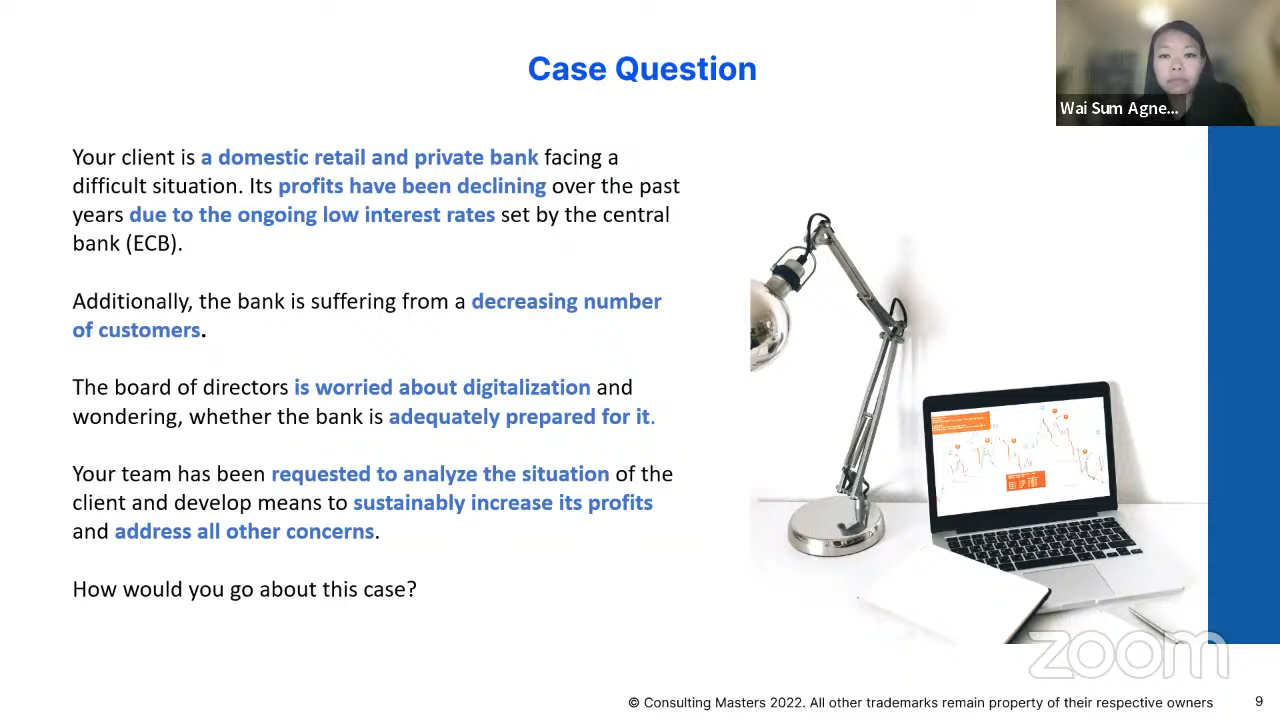 Case Question
Wai Sum Agne...
Your client is a domestic retail and private bank facing a
difficult situation. Its profits have been declining over the past
years due to the ongoing low interest rates set by the central
bank (ECB).
Additionally, the bank is suffering from a decreasing number
of customers.
The board of directors is worried about digitalization and
wondering, whether the bank is adequately prepared for it.
Your team has been requested to analyze the situation of the
client and develop means to sustainably increase its profits
and address all other concerns.
How would you go about this case?
zoom
© Consulting Masters 2022. All other trademarks remain property of their respective owners
9